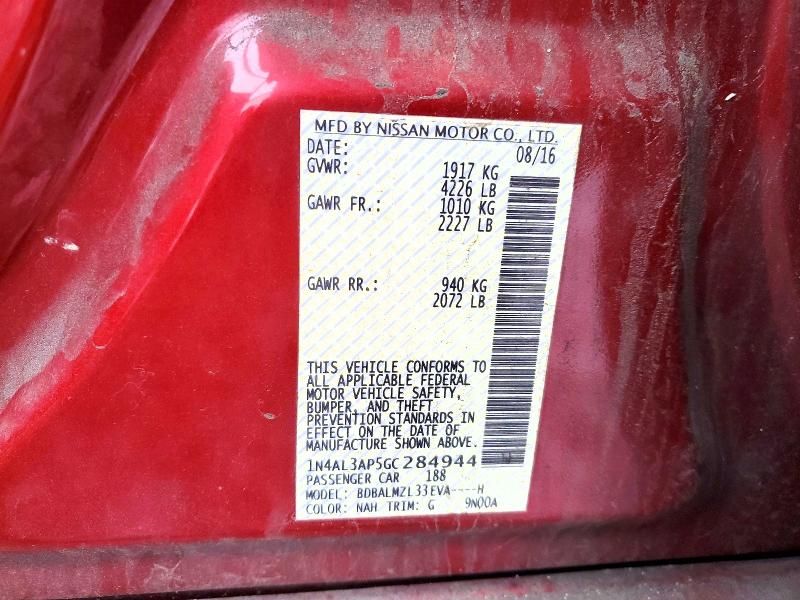 MFD BY NISSAN MOTOR CO., LTD.
DATE: 08/16
GVWR: 1917 KG
4226 LB
GAWR FR.: 1010 KG
2227 LB
GAWR RR.: 940 KG
2072 LB
THIS VEHICLE CONFORMS TO
ALL APPLICABLE FEDERAL
MOTOR VEHICLE SAFETY,
BUMPER, AND THEFT
PREVENTION STANDARDS IN
EFFECT ON THE DATE OF
MANUFACTURE SHOWN ABOVE.
1N4AL3AP5GC284944
PASSENGER CAR 188
MODEL: BDBALMZL33EVA----H
COLOR: NAH TRIM: G 9N00A